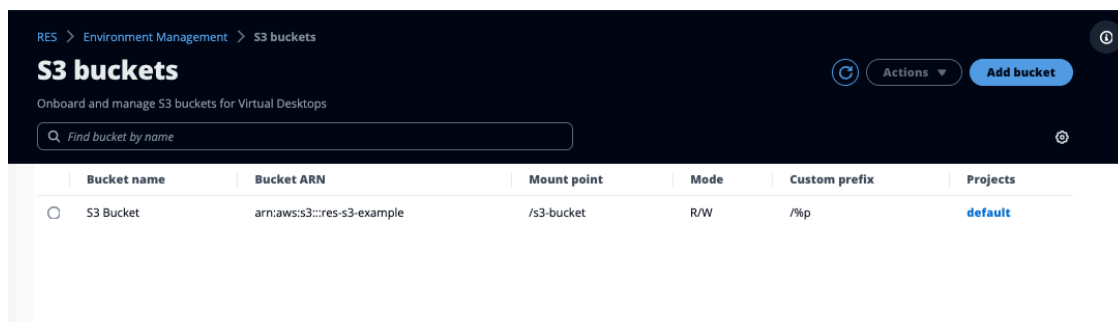 RES > Environment Management > S3 buckets
S3 buckets
Actions ▼ Add bucket
Onboard and manage S3 buckets for Virtual Desktops
Find bucket by name
Bucket name Bucket ARN Mount point Mode Custom prefix Projects
S3 Bucket arn:aws:s3:::res-s3-example /s3-bucket R/W /%p default